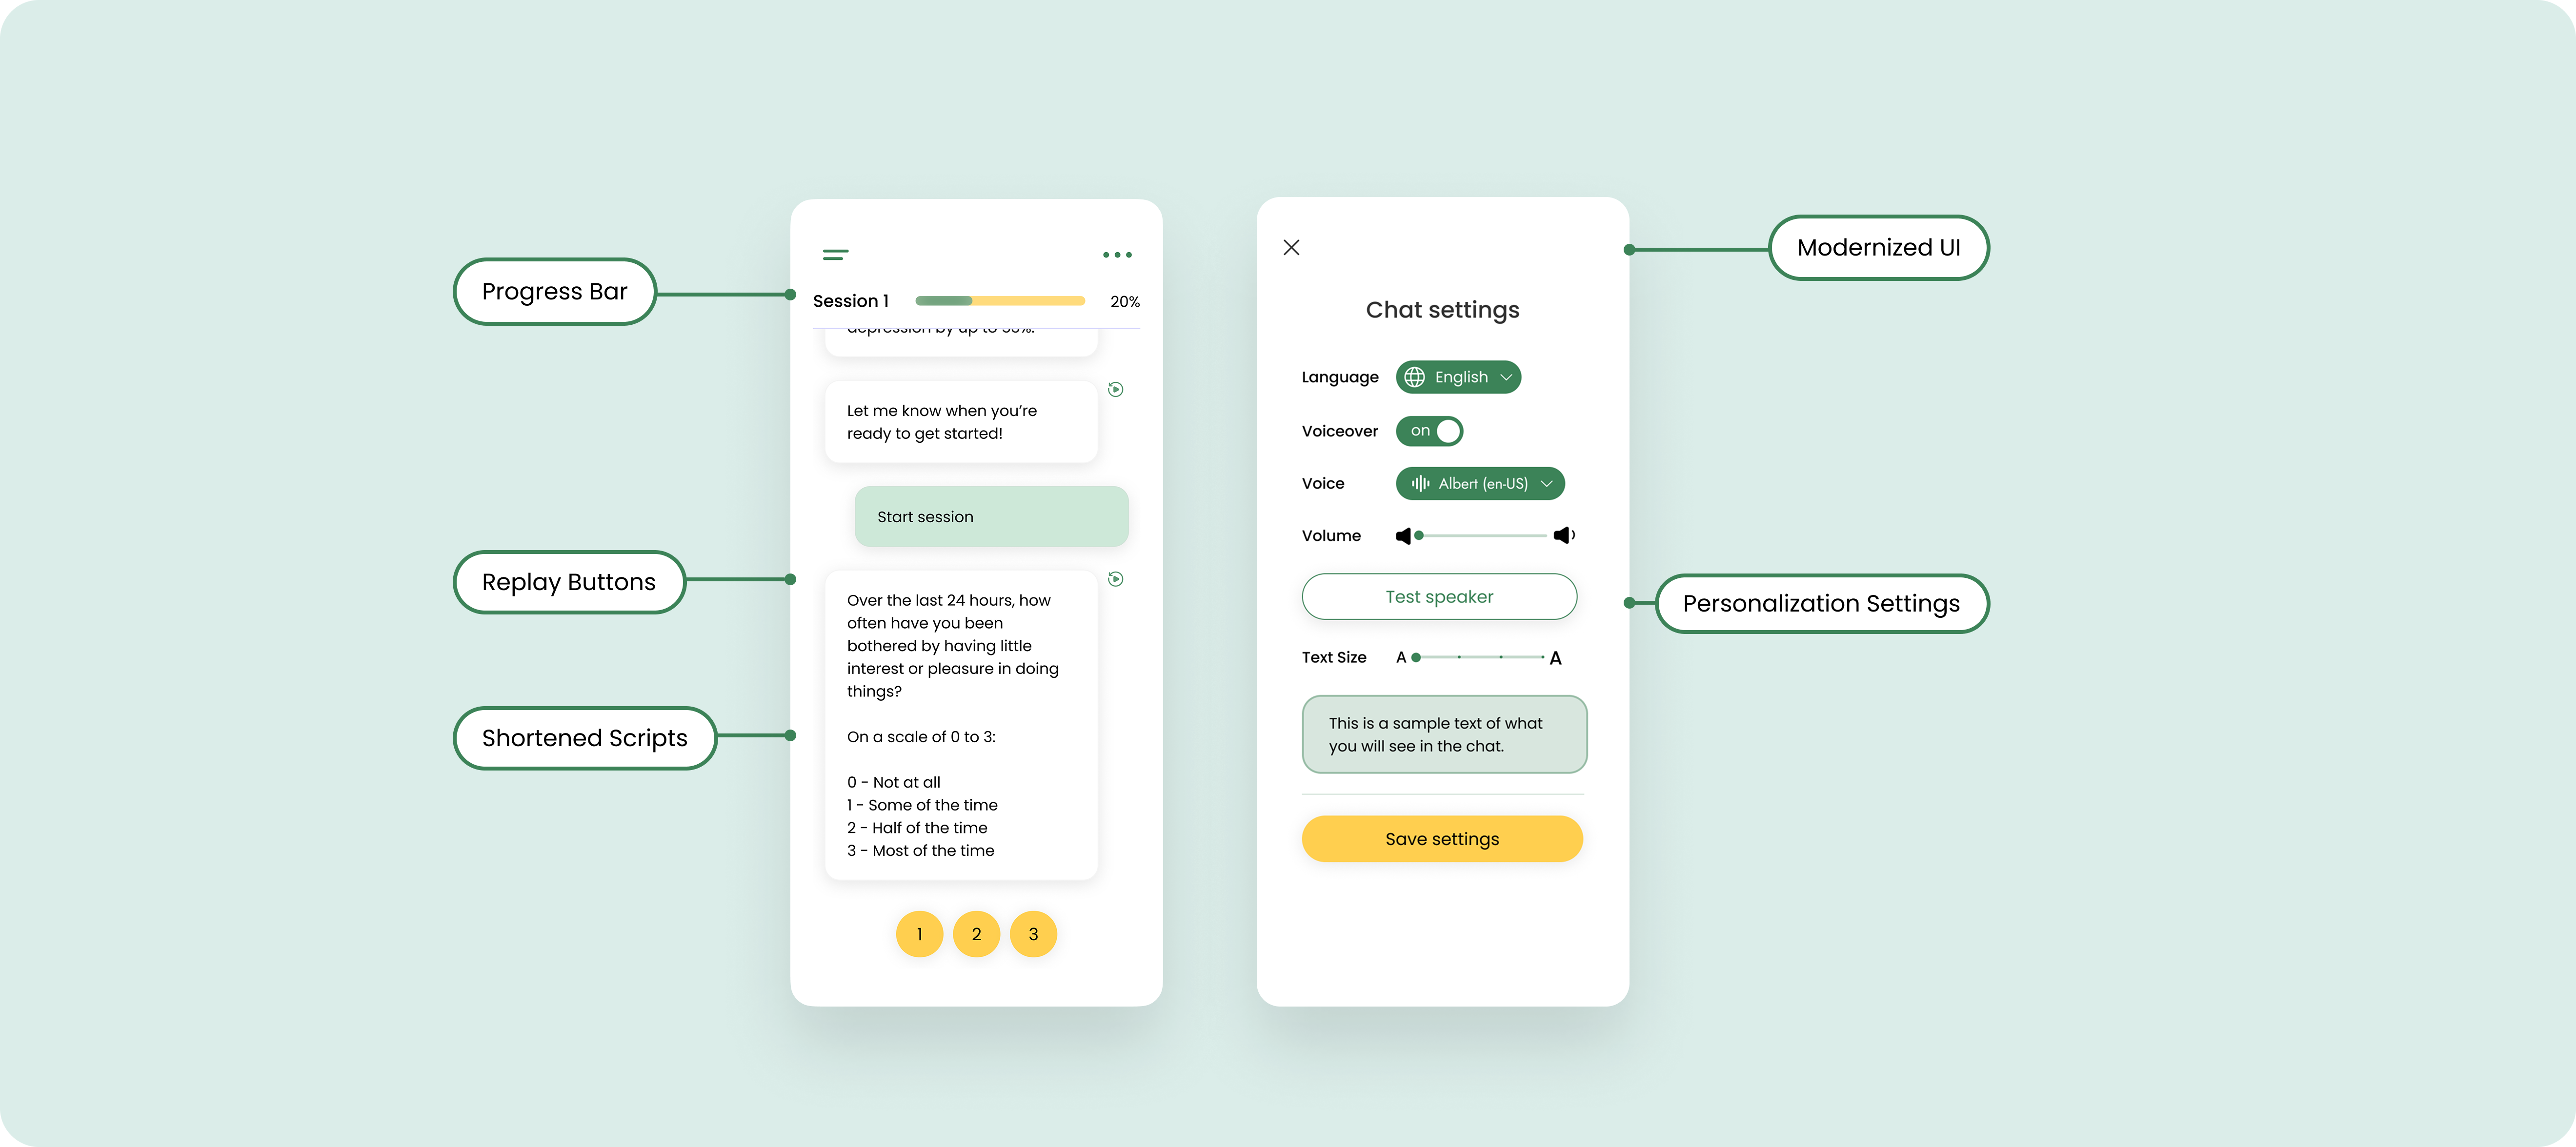 Progress Bar
Replay Buttons
Shortened Scripts
Session 1 20%
depression by up to
Let me know when you’re
ready to get started!
Start session
Over the last 24 hours, how
often have you been
bothered by having little
interest or pleasure in doing
things?
On a scale of 0 to 3:
0 - Not at all
1 - Some of the time
2 - Half of the time
3 - Most of the time
1 2 3
Chat settings
Language English
Voiceover on
Voice Albert (en-US)
Volume
Test speaker
Text Size A A
This is a sample text of what
you will see in the chat.
Save settings
Modernized UI
Personalization Settings